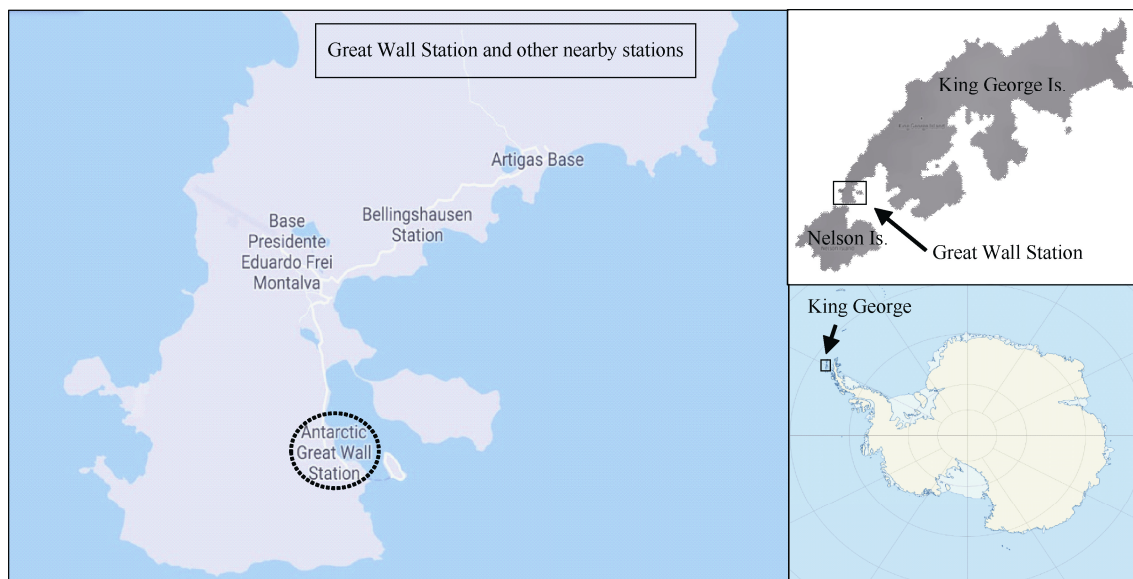 Great Wall Station and other nearby stations
Artigas Base
Bellingshausen
Station
Base
Presidente
Eduardo Frei
Montalva
Antarctic
Great Wall
Station
King George Is.
Nelson Is.
Great Wall Station
King George